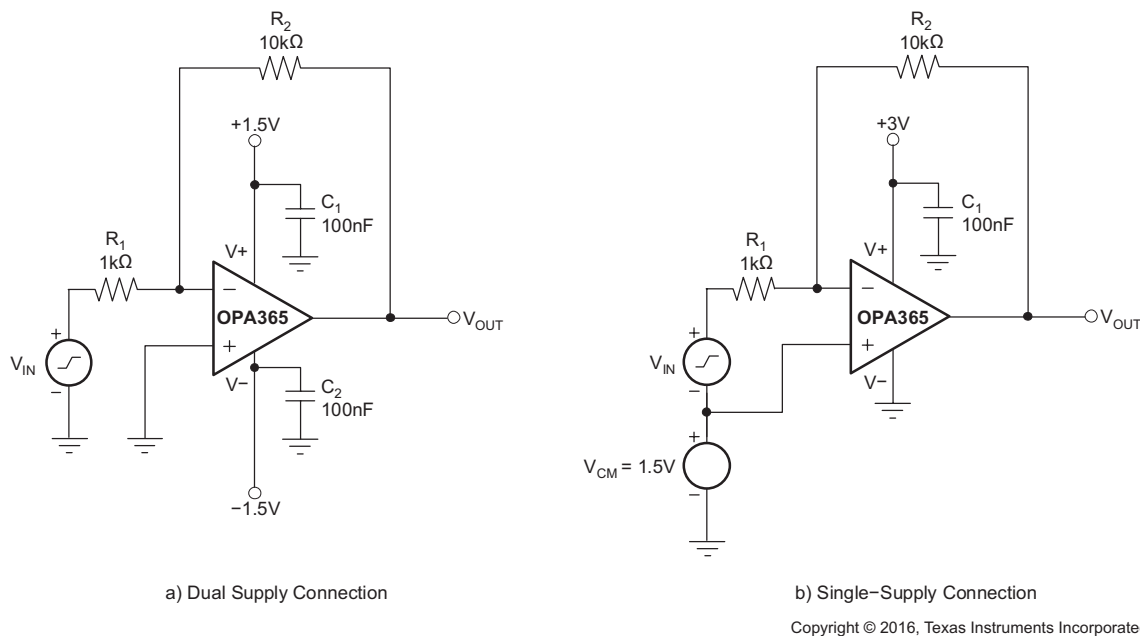 R2
10kΩ
+1.5V
C1
100nF
R1
1kΩ
V+
−
OPA365
+
VOUT
+
VIN
−
V−
C2
100nF
−1.5V
a) Dual Supply Connection
R2
10kΩ
+3V
C1
100nF
R1
1kΩ
V+
−
OPA365
+
VOUT
+
VIN
−
V−
+
VCM = 1.5V
−
b) Single−Supply Connection
Copyright © 2016, Texas Instruments Incorporate